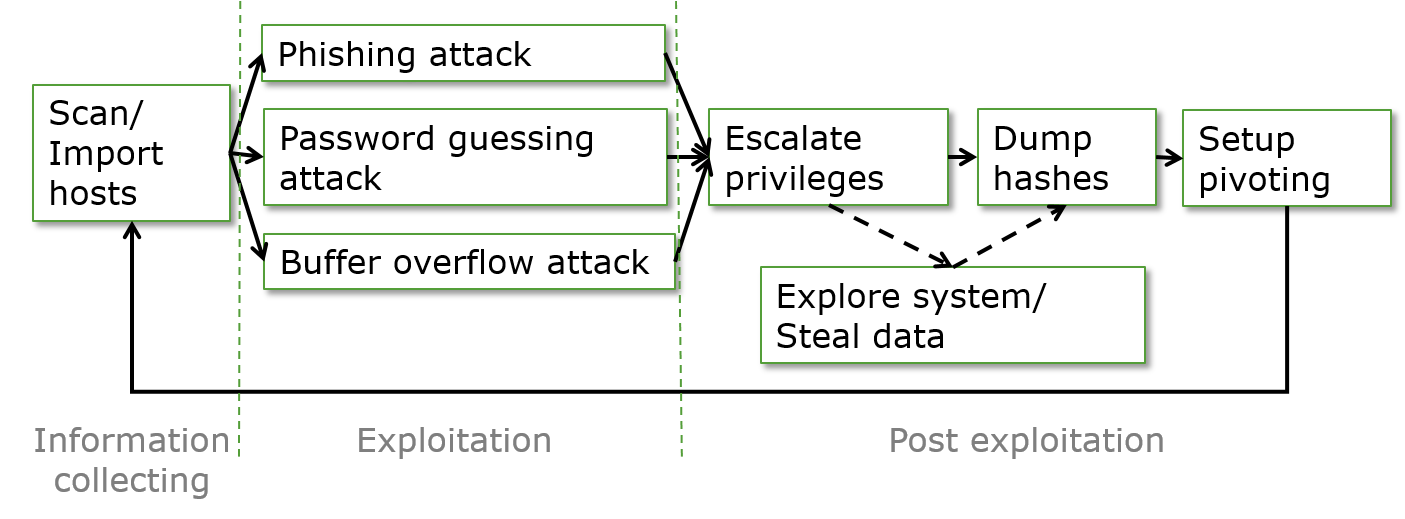 Scan/
Import
hosts
Phishing attack
Password guessing
attack
Buffer overflow attack
Escalate
privileges
Dump
hashes
Setup
pivoting
Explore system/
Steal data
Information
collecting
Exploitation
Post exploitation